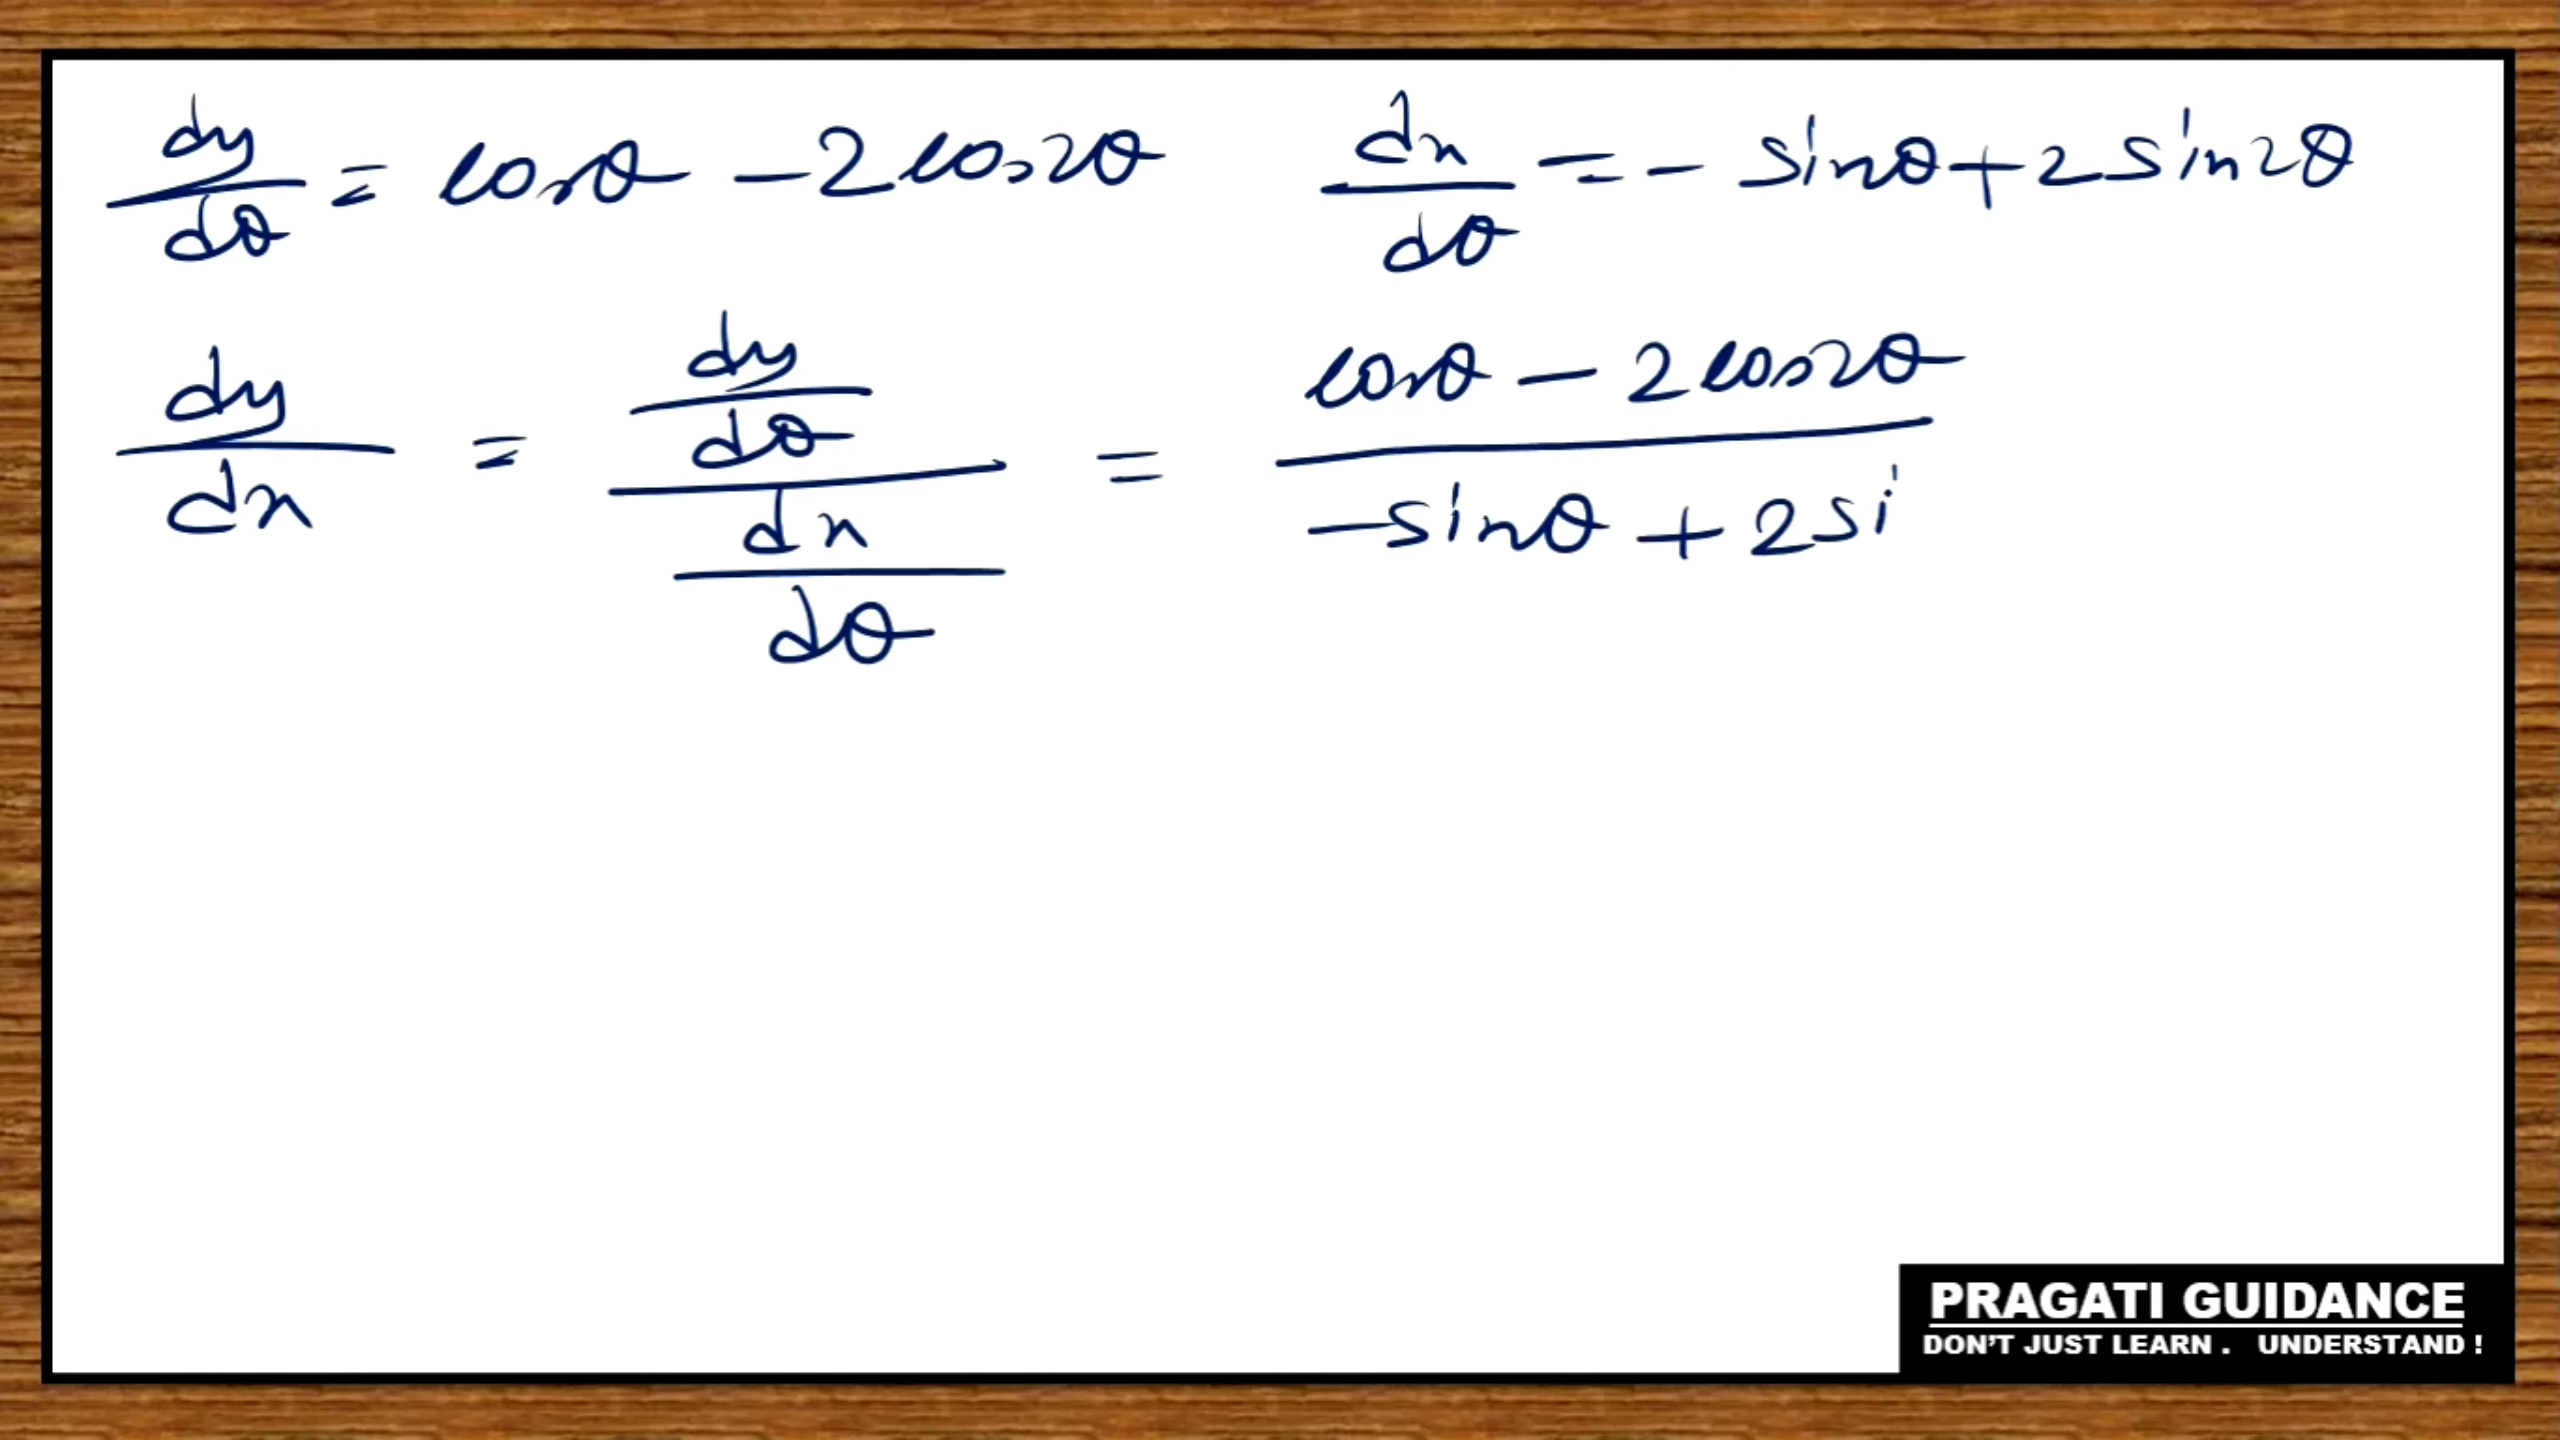 dy/dθ = cosθ - 2cos2θ    dx/dθ = - sinθ + 2sin2θ
dy/dx = (dy/dθ)/(dx/dθ) = (cosθ - 2cos2θ)/(-sinθ + 2si
PRAGATI GUIDANCE
DON'T JUST LEARN . UNDERSTAND !